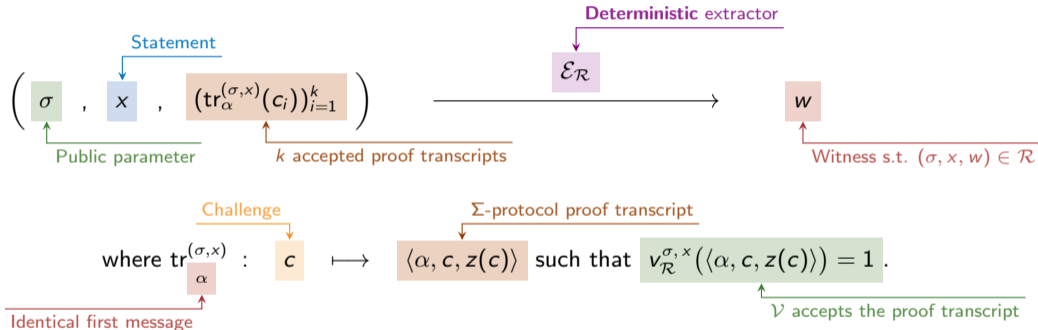 Deterministic extractor
Statement
( σ , x , (tr_α^{(σ,x)}(c_i))_{i=1}^k ) ⟶ ℰ_ℛ w
Public parameter
k accepted proof transcripts
Witness s.t. (σ, x, w) ∈ ℛ
Challenge
Σ-protocol proof transcript
where tr_α^{(σ,x)} : c ⟼ ⟨α, c, z(c)⟩ such that v_ℛ^{σ,x}(⟨α, c, z(c)⟩) = 1 .
Identical first message
𝒱 accepts the proof transcript